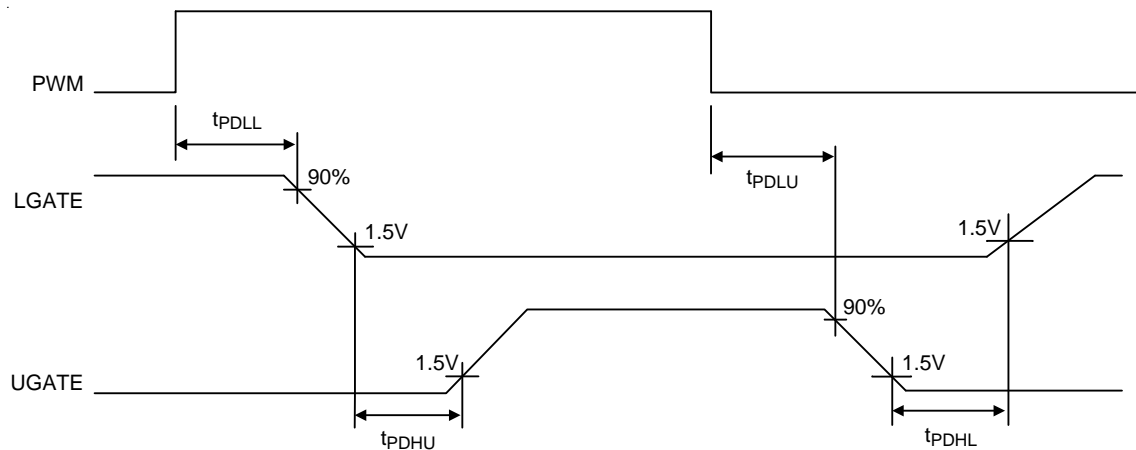 PWM
tPDLL
90%
LGATE
tPDLU
1.5V
1.5V
90%
1.5V
1.5V
UGATE
tPDHU
tPDHL